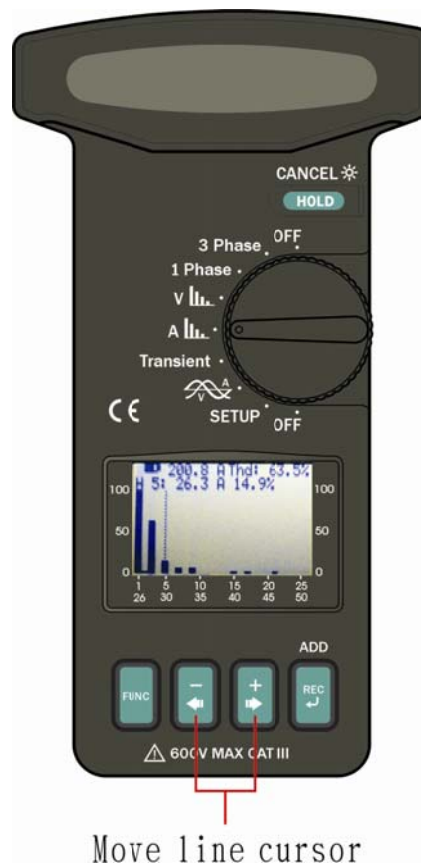 CANCEL ☼
HOLD
OFF
3 Phase
1 Phase
V
A
Transient
A
V
SETUP
OFF
CE
200.8 A Thd: 63.5%
H 5: 26.3 A 14.9%
100 100
50 50
0 0
1 5 10 15 20 25
26 30 35 40 45 50
ADD
FUNC
−
+
REC
⚠ 600V MAX CAT III
Move line cursor